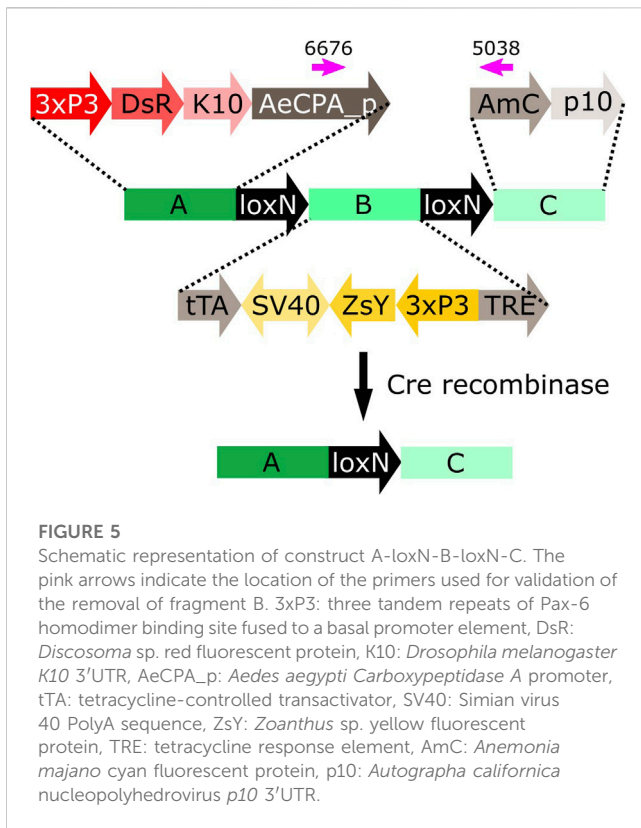 6676 5038
3xP3 DsR K10 AeCPA_p AmC p10
A loxN B loxN C
tTA SV40 ZsY 3xP3 TRE
Cre recombinase
A loxN C
FIGURE 5
Schematic representation of construct A-loxN-B-loxN-C. The
pink arrows indicate the location of the primers used for validation of
the removal of fragment B. 3xP3: three tandem repeats of Pax-6
homodimer binding site fused to a basal promoter element, DsR:
Discosoma sp. red fluorescent protein, K10: Drosophila melanogaster
K10 3′UTR, AeCPA_p: Aedes aegypti Carboxypeptidase A promoter,
tTA: tetracycline-controlled transactivator, SV40: Simian virus
40 PolyA sequence, ZsY: Zoanthus sp. yellow fluorescent
protein, TRE: tetracycline response element, AmC: Anemonia
majano cyan fluorescent protein, p10: Autographa californica
nucleopolyhedrovirus p10 3′UTR.